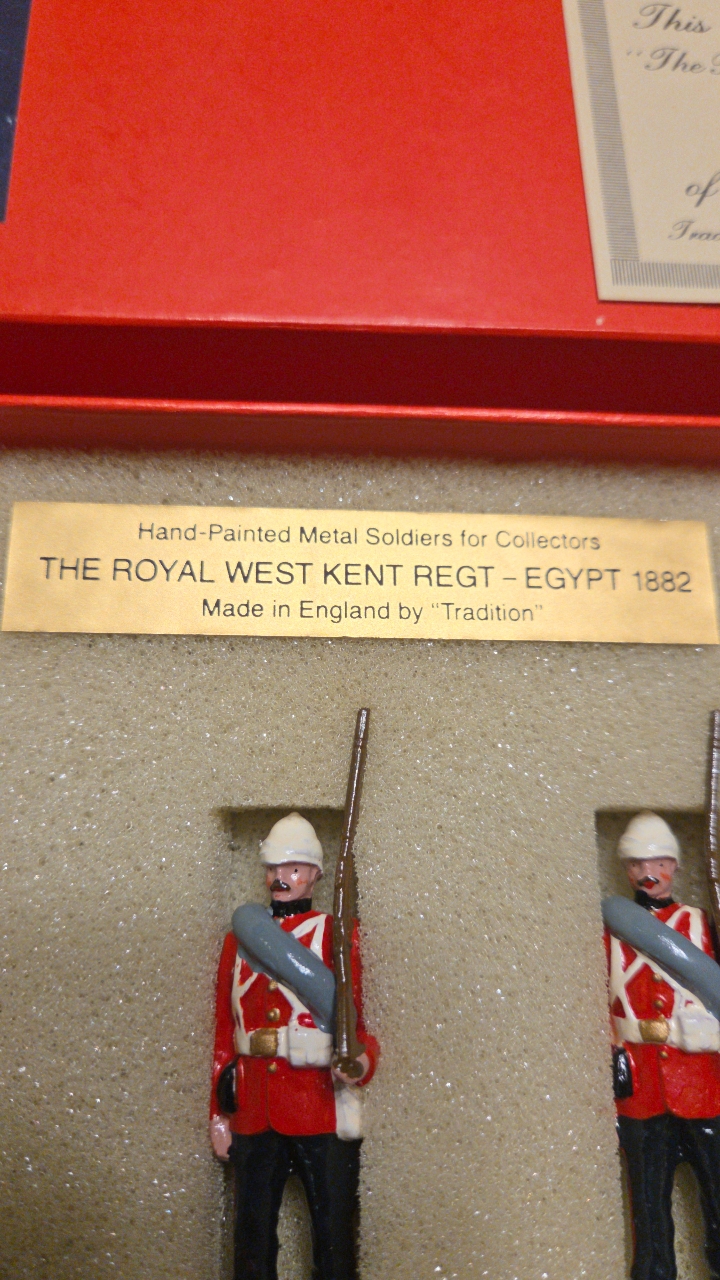 This
"The
of
Hand-Painted Metal Soldiers for Collectors
THE ROYAL WEST KENT REGT – EGYPT 1882
Made in England by "Tradition"